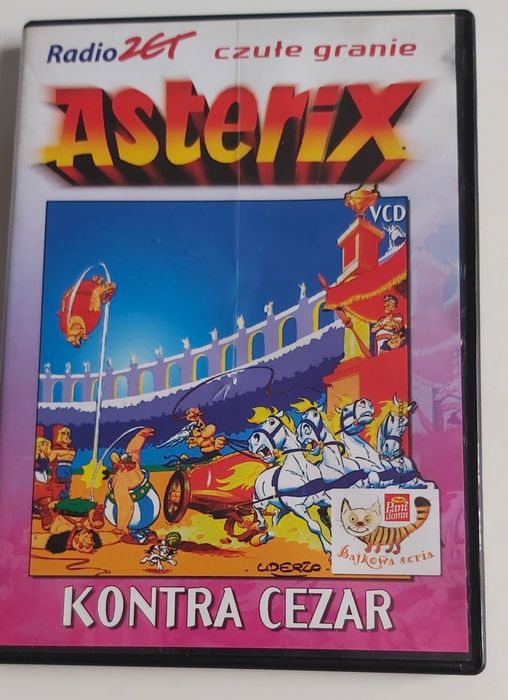 Radio ZET czułe granie
Asterix
VCD
Pani
domu
Bajkowa seria
UDERZO
KONTRA CEZAR